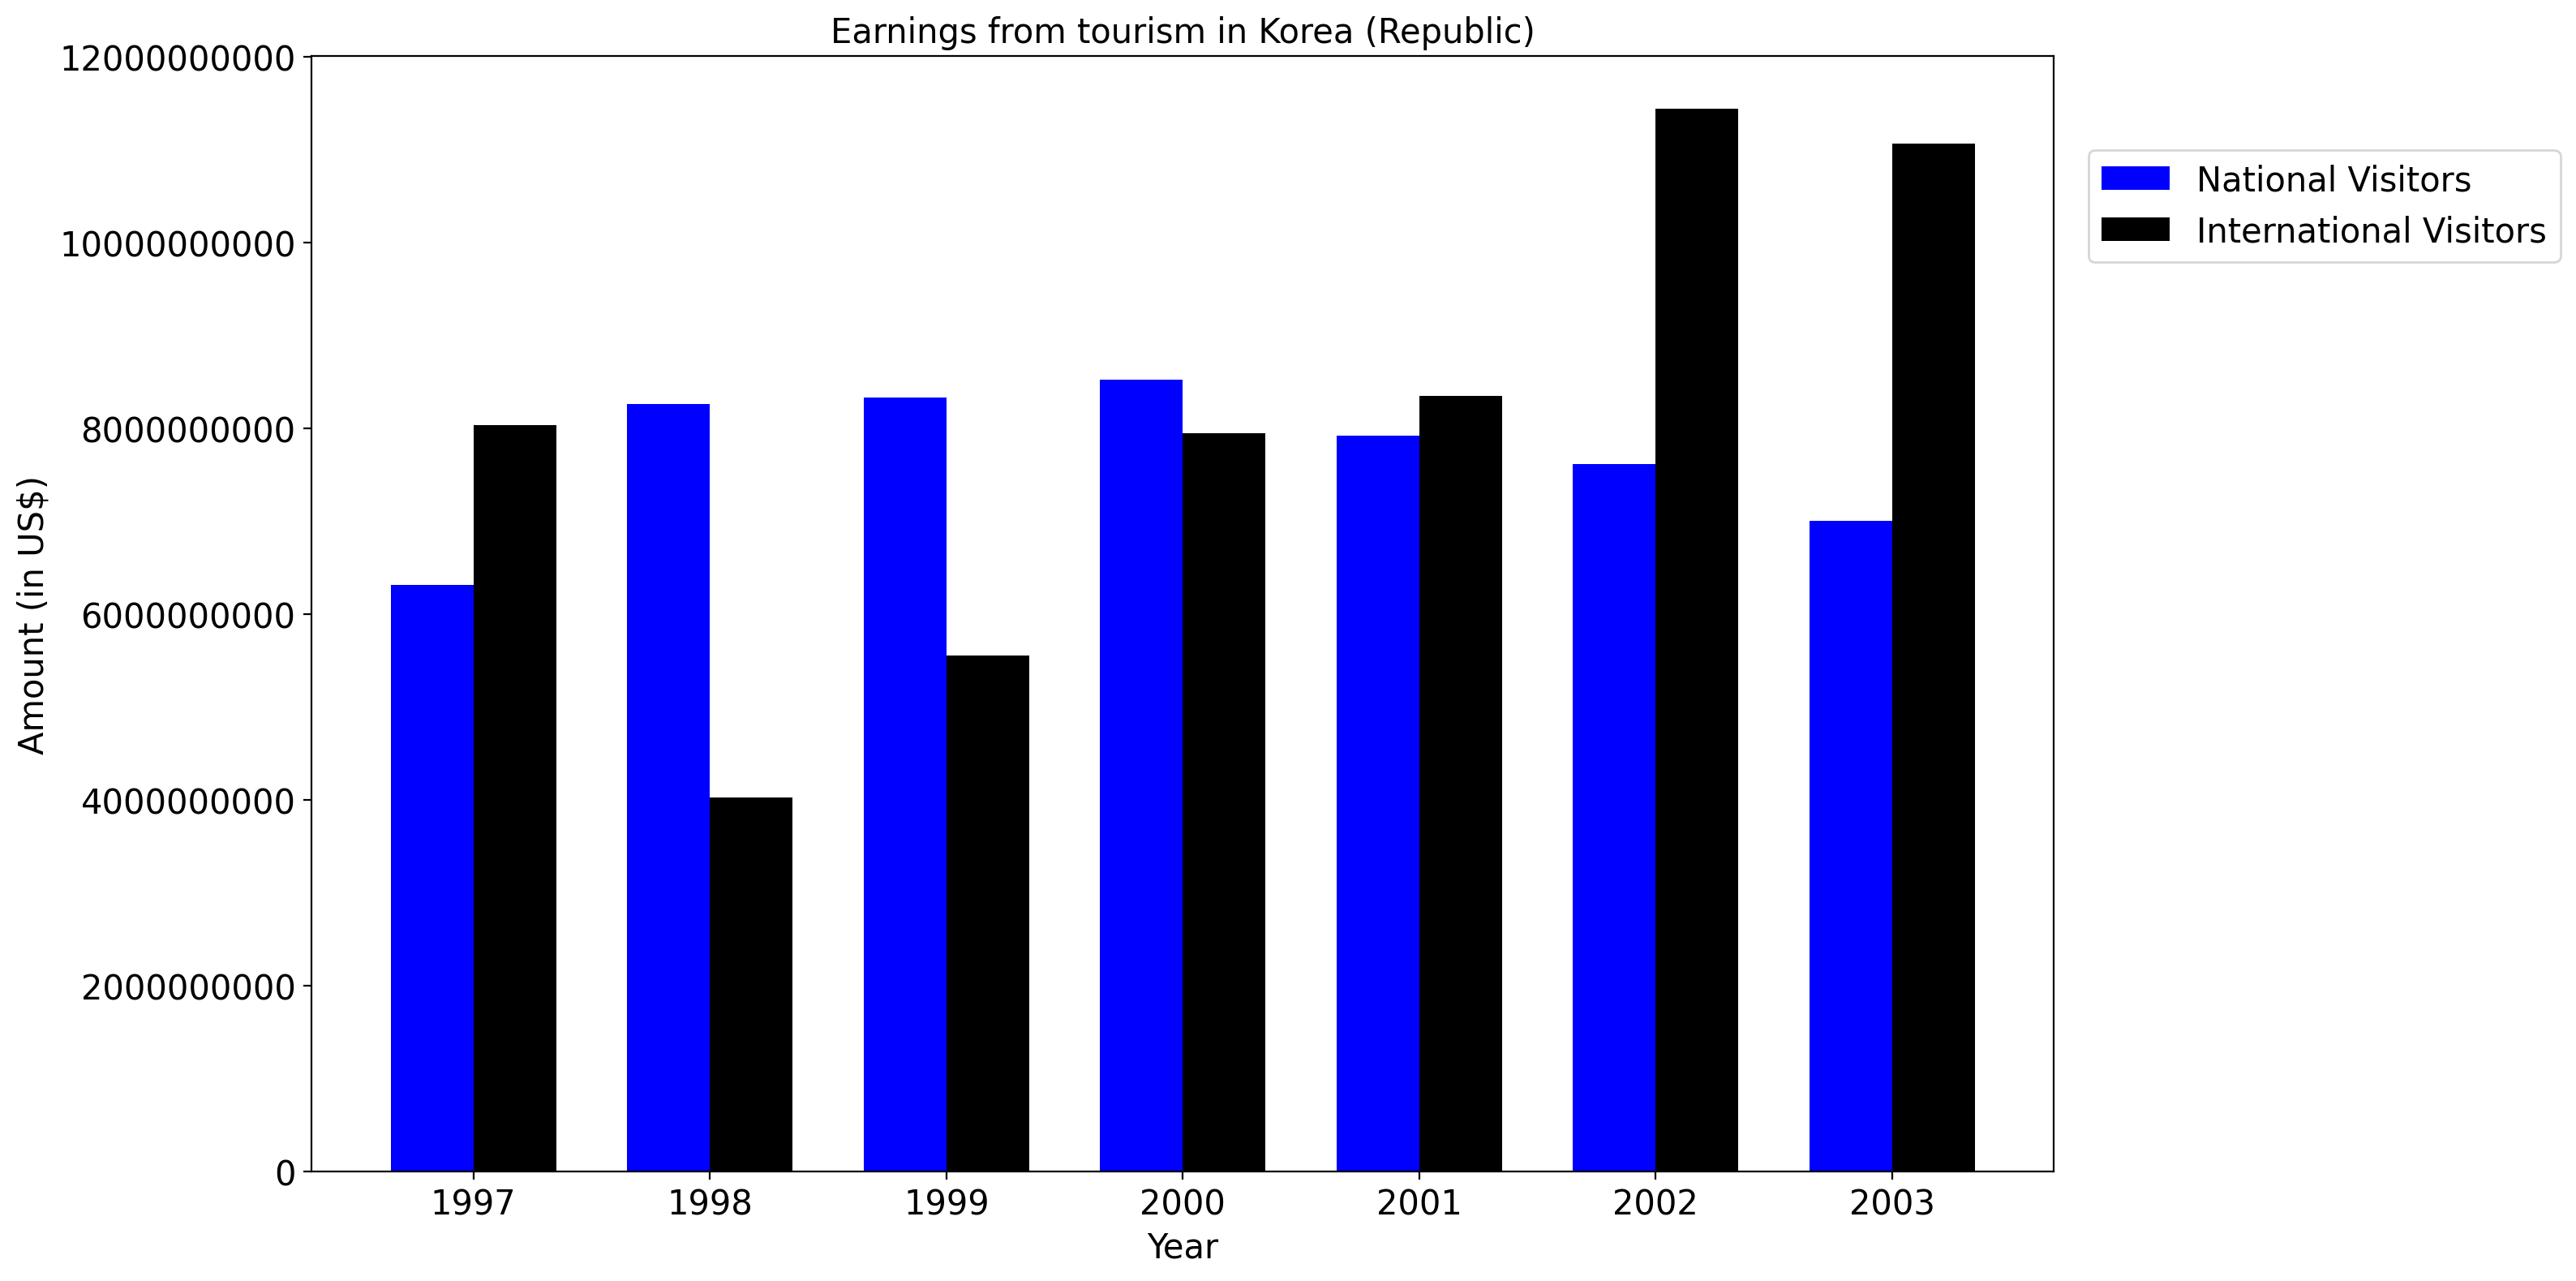 Earnings from tourism in Korea (Republic)
12000000000
10000000000
8000000000
6000000000
4000000000
2000000000
0
Amount (in US$)
1997 1998 1999 2000 2001 2002 2003
Year
National Visitors
International Visitors